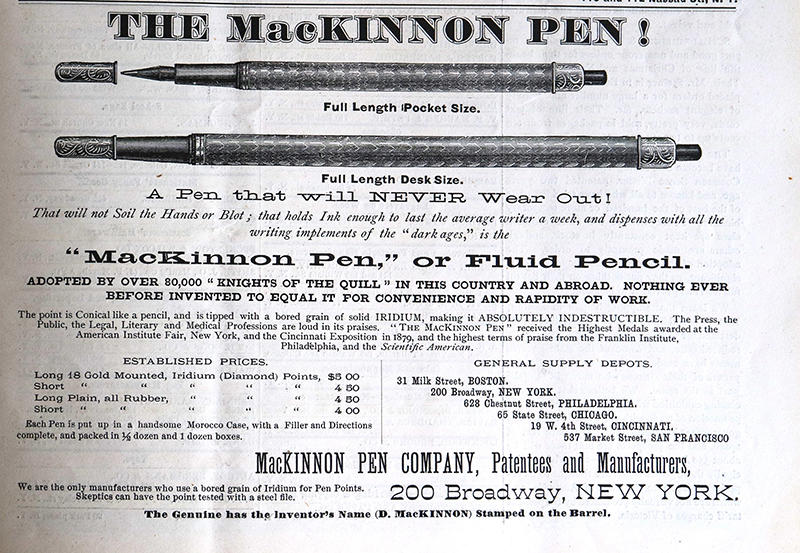 THE MacKINNON PEN!
Full Length Pocket Size.
Full Length Desk Size.
A Pen that will NEVER Wear Out!
That will not Soil the Hands or Blot; that holds Ink enough to last the average writer a week, and dispenses with all the
writing implements of the "dark ages," is the
"MacKinnon Pen," or Fluid Pencil.
ADOPTED BY OVER 80,000 "KNIGHTS OF THE QUILL" IN THIS COUNTRY AND ABROAD. NOTHING EVER
BEFORE INVENTED TO EQUAL IT FOR CONVENIENCE AND RAPIDITY OF WORK.
The point is Conical like a pencil, and is tipped with a bored grain of solid IRIDIUM, making it ABSOLUTELY INDESTRUCTIBLE. The Press, the
Public, the Legal, Literary and Medical Professions are loud in its praises. "THE MACKINNON PEN" received the Highest Medals awarded at the
American Institute Fair, New York, and the Cincinnati Exposition in 1879, and the highest terms of praise from the Franklin Institute,
Philadelphia, and the Scientific American.
ESTABLISHED PRICES.
Long 18 Gold Mounted, Iridium (Diamond) Points, $5 00
Short " " " " " 4 50
Long Plain, all Rubber, " " " 4 50
Short " " " " " 4 00
Each Pen is put up in a handsome Morocco Case, with a Filler and Directions
complete, and packed in ½ dozen and 1 dozen boxes.
GENERAL SUPPLY DEPOTS.
31 Milk Street, BOSTON.
200 Broadway, NEW YORK.
628 Chestnut Street, PHILADELPHIA.
65 State Street, CHICAGO.
19 W. 4th Street, CINCINNATI.
537 Market Street, SAN FRANCISCO
MacKINNON PEN COMPANY, Patentees and Manufacturers,
We are the only manufacturers who use a bored grain of Iridium for Pen Points.
Skeptics can have the point tested with a steel file.
200 Broadway, NEW YORK.
The Genuine has the Inventor's Name (D. MacKINNON) Stamped on the Barrel.